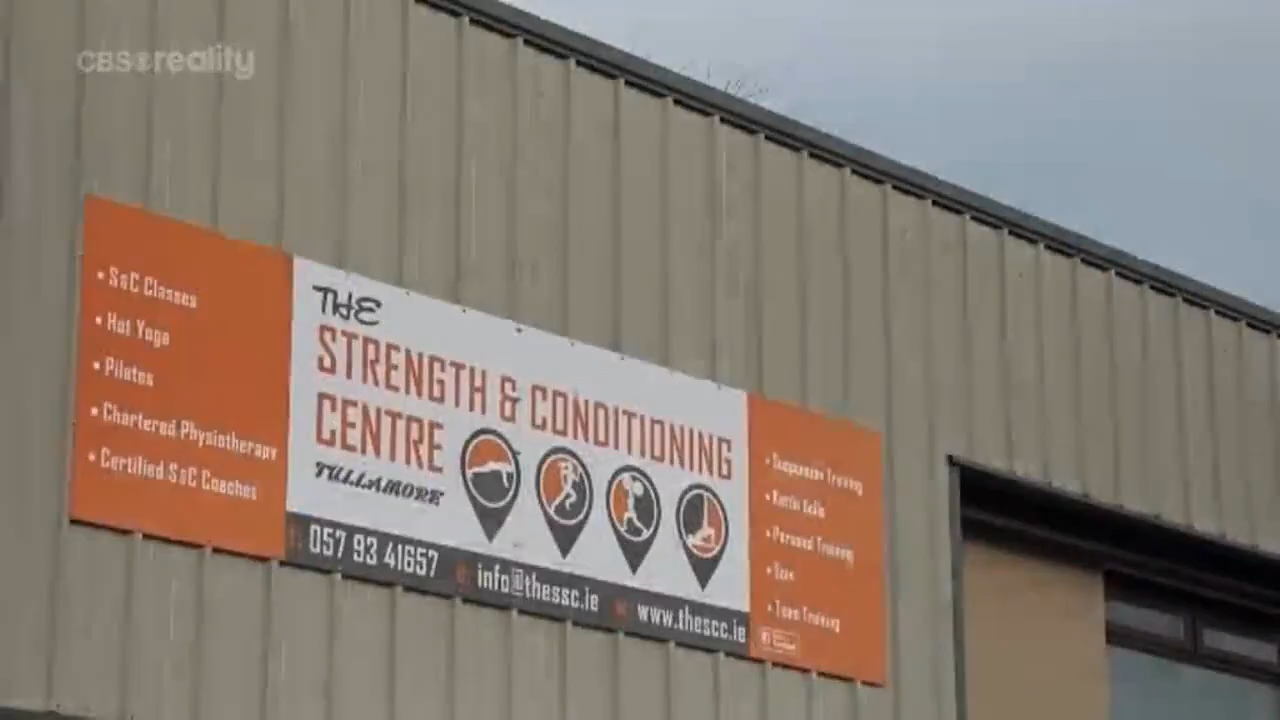 CBS reality
• S&C Classes
• Hot Yoga
• Pilates
• Chartered Physiotherapy
• Certified S&C Coaches
THE
STRENGTH & CONDITIONING
CENTRE
TULLAMORE
057 93 41657
info@thessc.ie
www.thescc.ie
• Suspension Training
• Kettle Bells
• Personal Training
• Team Training